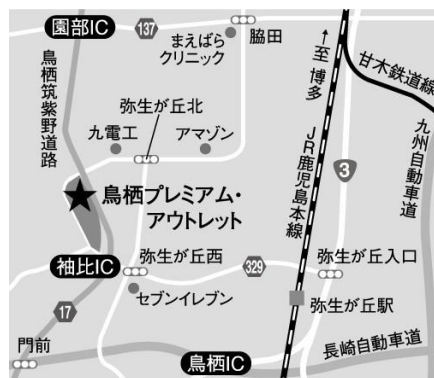 園部IC
137
まえばら
クリニック
脇田
←至 博多
甘木鉄道線
鳥栖筑紫野道路
弥生が丘北
九電工
アマゾン
JR鹿児島本線
3
九州自動車道
★鳥栖プレミアム・
アウトレット
袖比IC
弥生が丘西
329
弥生が丘入口
セブンイレブン
17
弥生が丘駅
門前
鳥栖IC
長崎自動車道